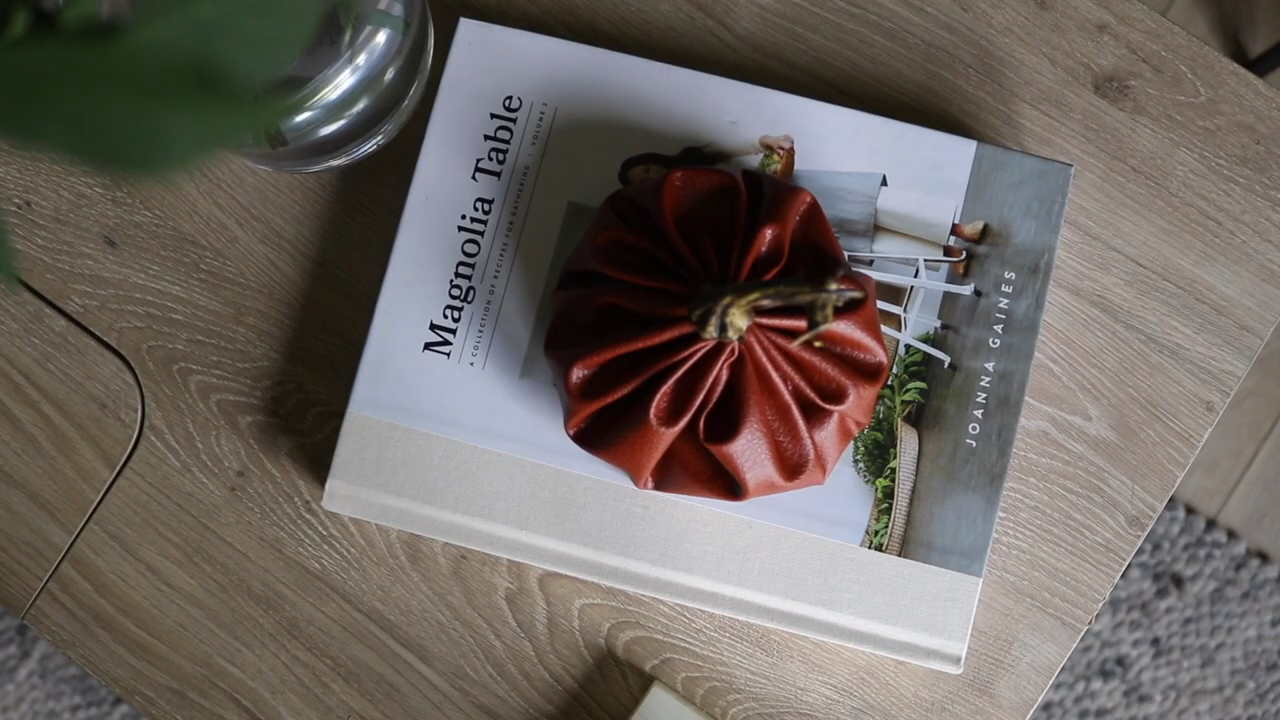 Magnolia Table
A COLLECTION OF RECIPES FOR GATHERING | VOLUME 2
JOANNA GAINES